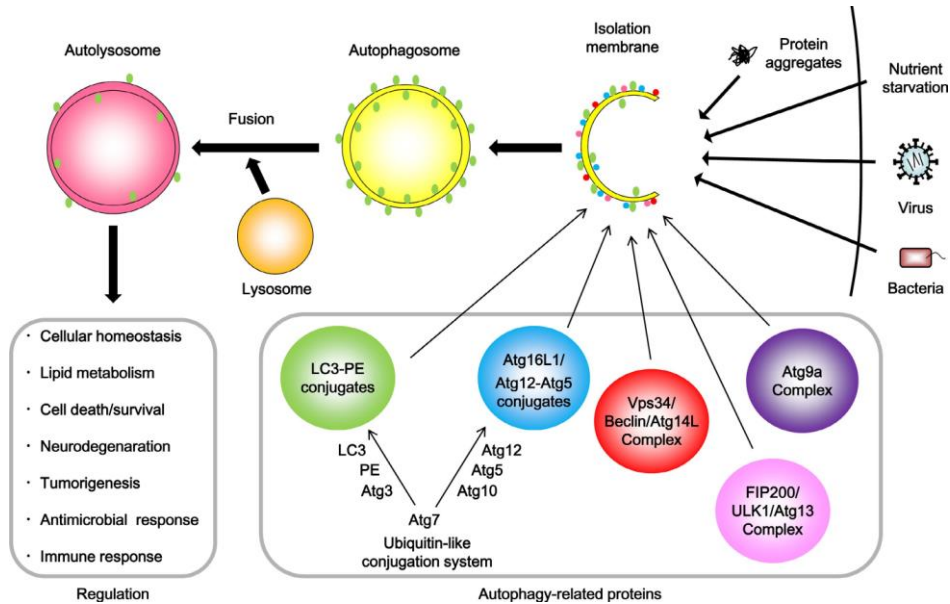 Autolysosome
Autophagosome
Isolation
membrane
Protein
aggregates
Nutrient
starvation
Fusion
Virus
Lysosome
Bacteria
· Cellular homeostasis
· Lipid metabolism
· Cell death/survival
· Neurodegenaration
· Tumorigenesis
· Antimicrobial response
· Immune response
Regulation
LC3-PE
conjugates
Atg16L1/
Atg12-Atg5
conjugates
Vps34/
Beclin/Atg14L
Complex
Atg9a
Complex
FIP200/
ULK1/Atg13
Complex
LC3
PE
Atg3
Atg12
Atg5
Atg10
Atg7
Ubiquitin-like
conjugation system
Autophagy-related proteins